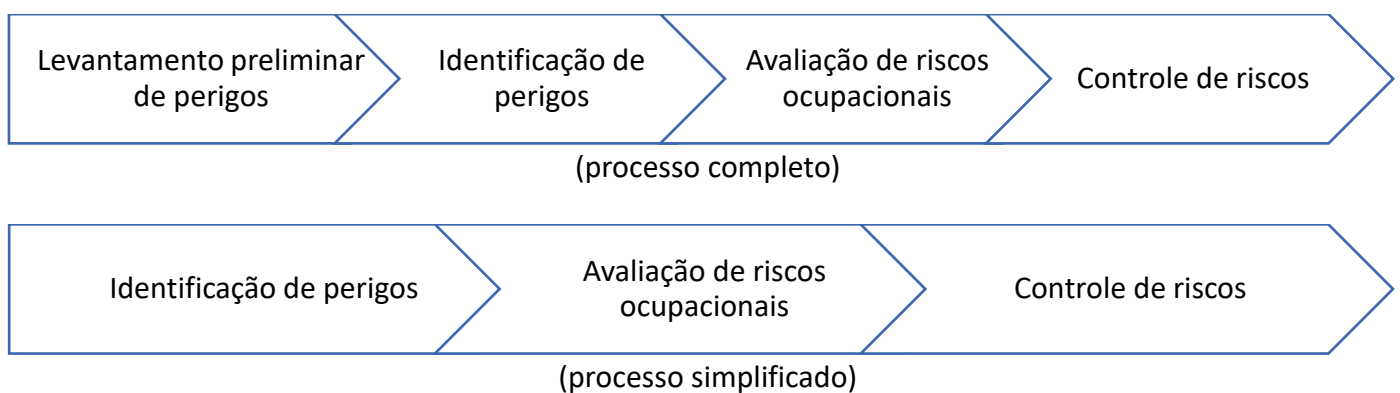 Levantamento preliminar
de perigos
Identificação de
perigos
Avaliação de riscos
ocupacionais
Controle de riscos
(processo completo)
Identificação de perigos
Avaliação de riscos
ocupacionais
Controle de riscos
(processo simplificado)